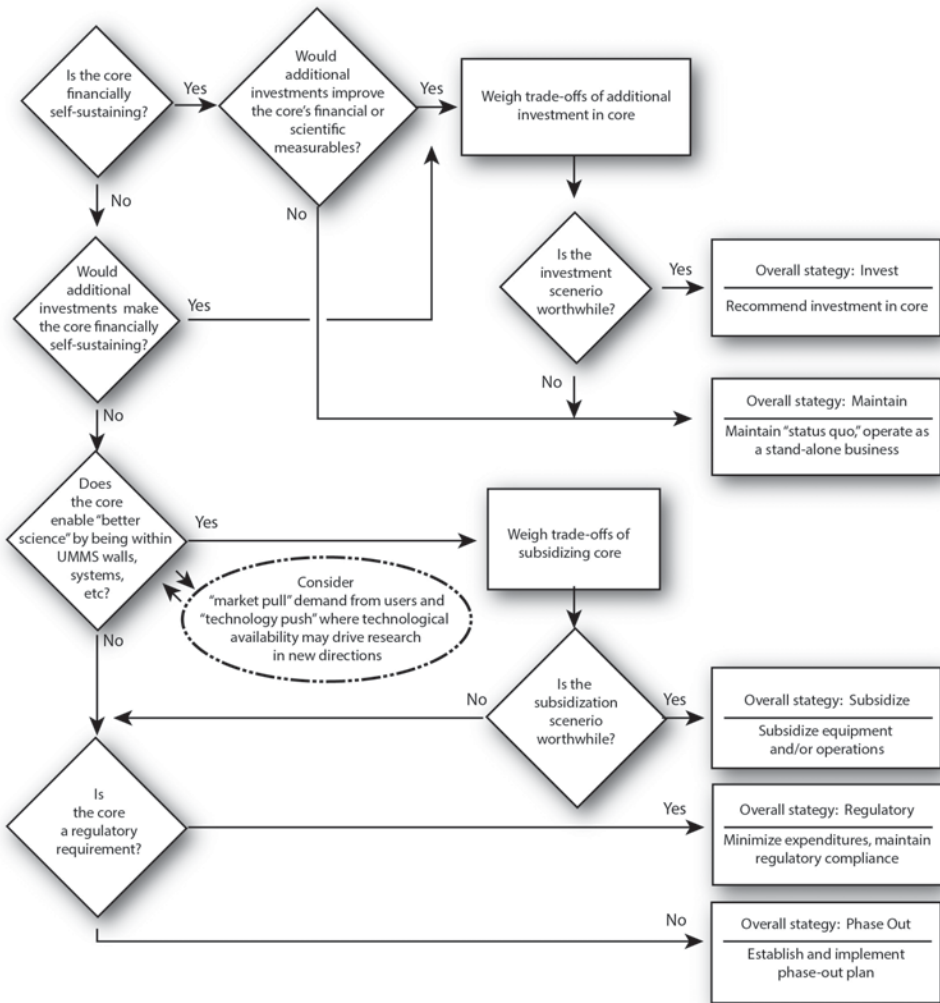 Is the core
financially
self-sustaining?
Yes
No
Would
additional
investments improve
the core's financial or
scientific
measurables?
Yes
No
Weigh trade-offs of additional
investment in core
Would
additional
investments make
the core financially
self-sustaining?
Yes
No
Is the
investment
scenerio
worthwhile?
Yes
No
Overall stategy: Invest
Recommend investment in core
Overall stategy: Maintain
Maintain "status quo," operate as
a stand-alone business
Does
the core
enable "better
science" by being within
UMMS walls,
systems,
etc?
Yes
No
Consider
"market pull" demand from users and
"technology push" where technological
availability may drive research
in new directions
Weigh trade-offs of
subsidizing core
Is the
subsidization
scenerio
worthwhile?
No
Yes
Overall stategy: Subsidize
Subsidize equipment
and/or operations
Is
the core
a regulatory
requirement?
Yes
Overall stategy: Regulatory
Minimize expenditures, maintain
regulatory compliance
No
Overall stategy: Phase Out
Establish and implement
phase-out plan